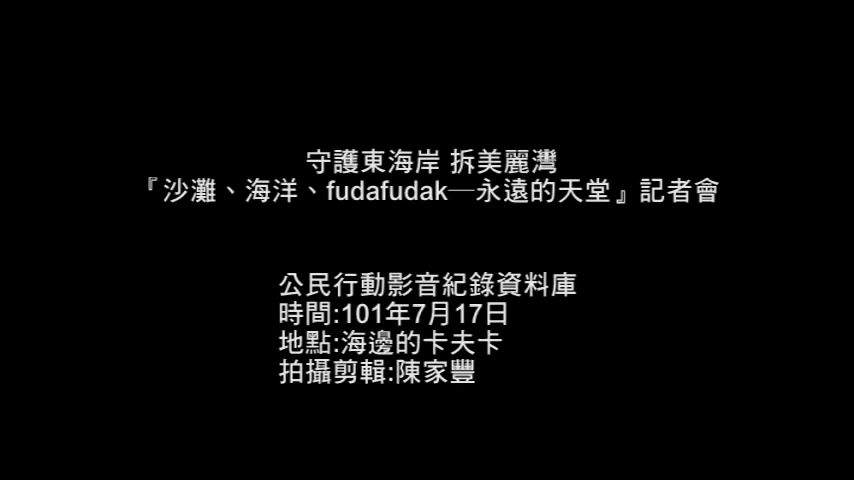 守護東海岸 拆美麗灣
『沙灘、海洋、fudafudak—永遠的天堂』記者會
公民行動影音紀錄資料庫
時間:101年7月17日
地點:海邊的卡夫卡
拍攝剪輯:陳家豐